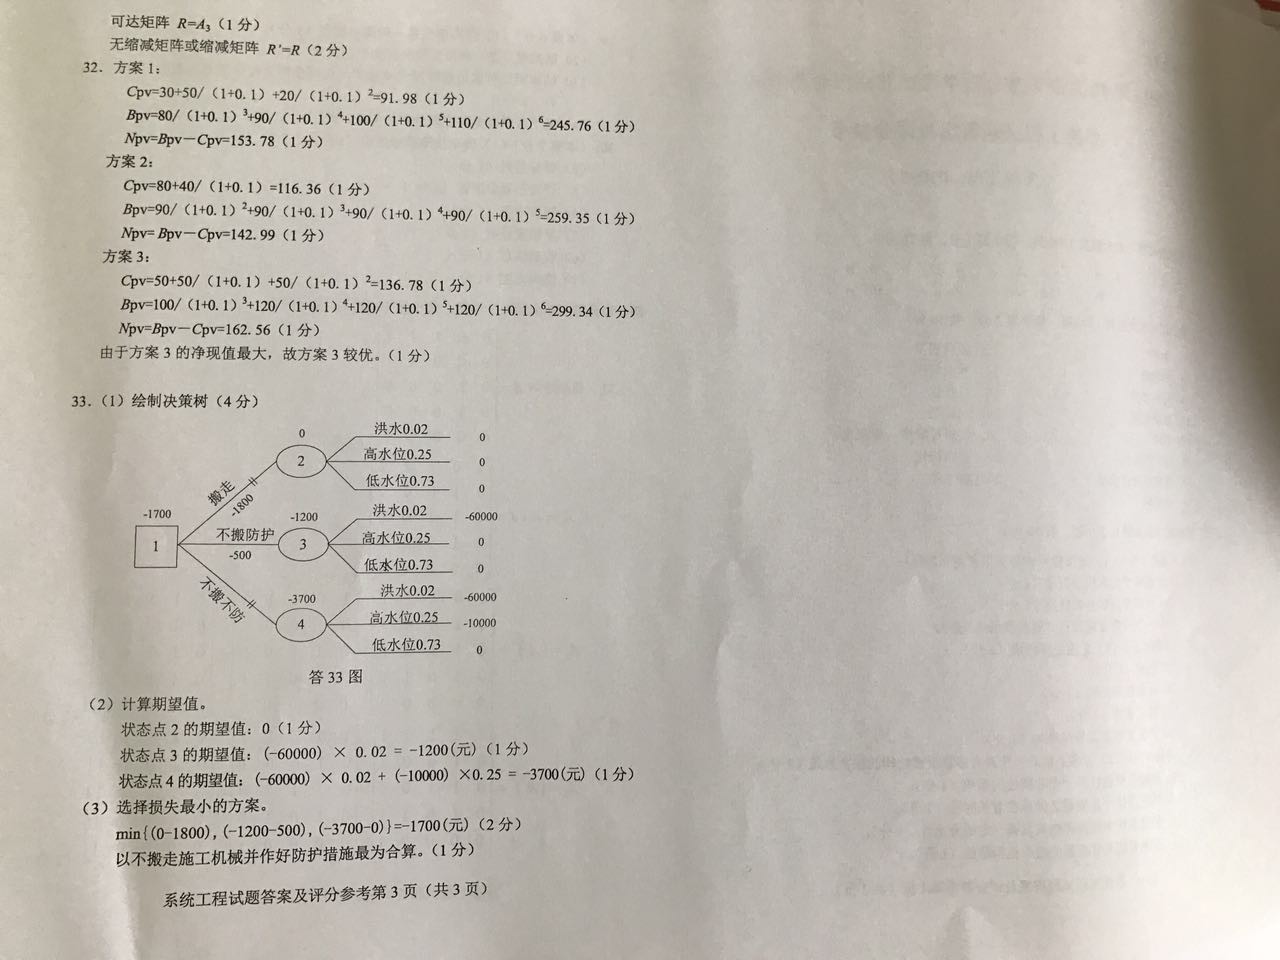 可达矩阵 R=A₃（1 分）
无缩减矩阵或缩减矩阵 R'=R（2 分）
32. 方案 1：
Cpv=30+50/（1+0.1）+20/（1+0.1）²=91.98（1 分）
Bpv=80/（1+0.1）³+90/（1+0.1）⁴+100/（1+0.1）⁵+110/（1+0.1）⁶=245.76（1 分）
Npv=Bpv－Cpv=153.78（1 分）
方案 2：
Cpv=80+40/（1+0.1）=116.36（1 分）
Bpv=90/（1+0.1）²+90/（1+0.1）³+90/（1+0.1）⁴+90/（1+0.1）⁵=259.35（1 分）
Npv= Bpv－Cpv=142.99（1 分）
方案 3：
Cpv=50+50/（1+0.1）+50/（1+0.1）²=136.78（1 分）
Bpv=100/（1+0.1）³+120/（1+0.1）⁴+120/（1+0.1）⁵+120/（1+0.1）⁶=299.34（1 分）
Npv=Bpv－Cpv=162.56（1 分）
由于方案 3 的净现值最大，故方案 3 较优。（1 分）
33.（1）绘制决策树（4 分）
0
洪水0.02 0
2
高水位0.25 0
低水位0.73 0
搬走
-1800
-1700
1
不搬防护
-500
-1200
3
洪水0.02 -60000
高水位0.25 0
低水位0.73 0
不搬不防
-3700
4
洪水0.02 -60000
高水位0.25 -10000
低水位0.73 0
答 33 图
（2）计算期望值。
状态点 2 的期望值：0（1 分）
状态点 3 的期望值：(-60000) × 0.02 = -1200(元)（1 分）
状态点 4 的期望值：(-60000) × 0.02 + (-10000) ×0.25 = -3700(元)（1 分）
（3）选择损失最小的方案。
min{(0-1800),(-1200-500),(-3700-0)}=-1700(元)（2 分）
以不搬走施工机械并作好防护措施最为合算。（1 分）
系统工程试题答案及评分参考第 3 页（共 3 页）